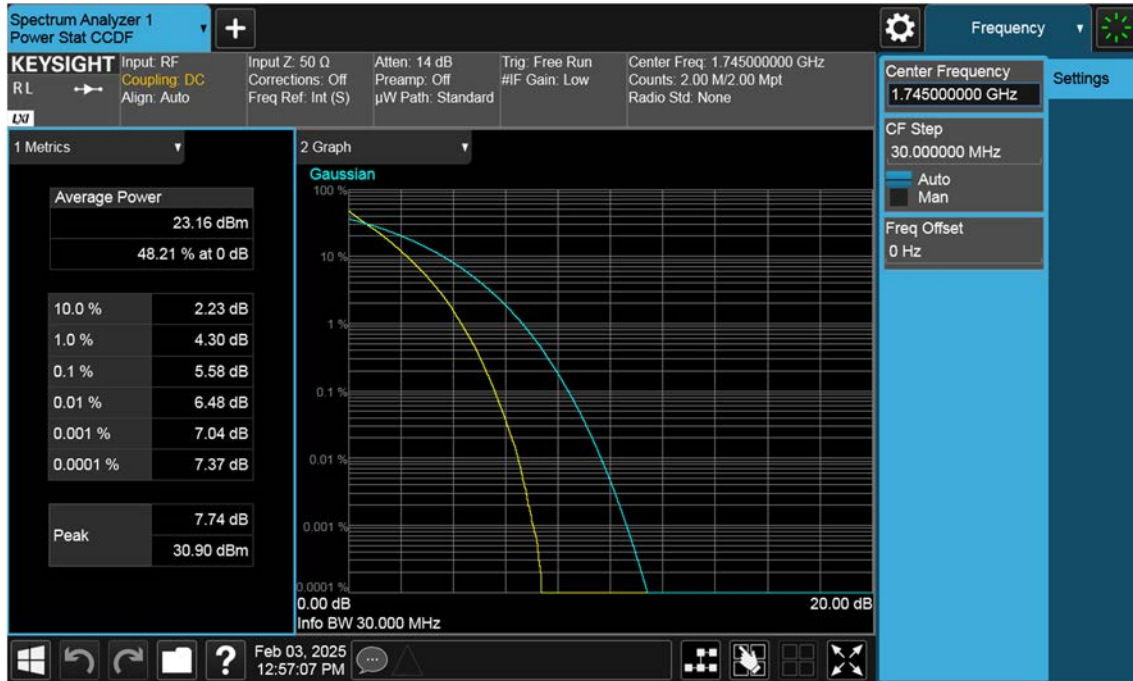 Spectrum Analyzer 1
Power Stat CCDF
Frequency
KEYSIGHT
R L
LXI
Input: RF
Coupling: DC
Align: Auto
Input Z: 50 Ω
Corrections: Off
Freq Ref: Int (S)
Atten: 14 dB
Preamp: Off
µW Path: Standard
Trig: Free Run
#IF Gain: Low
Center Freq: 1.745000000 GHz
Counts: 2.00 M/2.00 Mpt
Radio Std: None
Center Frequency
1.745000000 GHz
Settings
CF Step
30.000000 MHz
Auto
Man
Freq Offset
0 Hz
1 Metrics
Average Power
23.16 dBm
48.21 % at 0 dB
10.0 % 2.23 dB
1.0 % 4.30 dB
0.1 % 5.58 dB
0.01 % 6.48 dB
0.001 % 7.04 dB
0.0001 % 7.37 dB
Peak
7.74 dB
30.90 dBm
2 Graph
Gaussian
100 %
10 %
1 %
0.1 %
0.01 %
0.001 %
0.0001 %
0.00 dB 20.00 dB
Info BW 30.000 MHz
?
Feb 03, 2025
12:57:07 PM